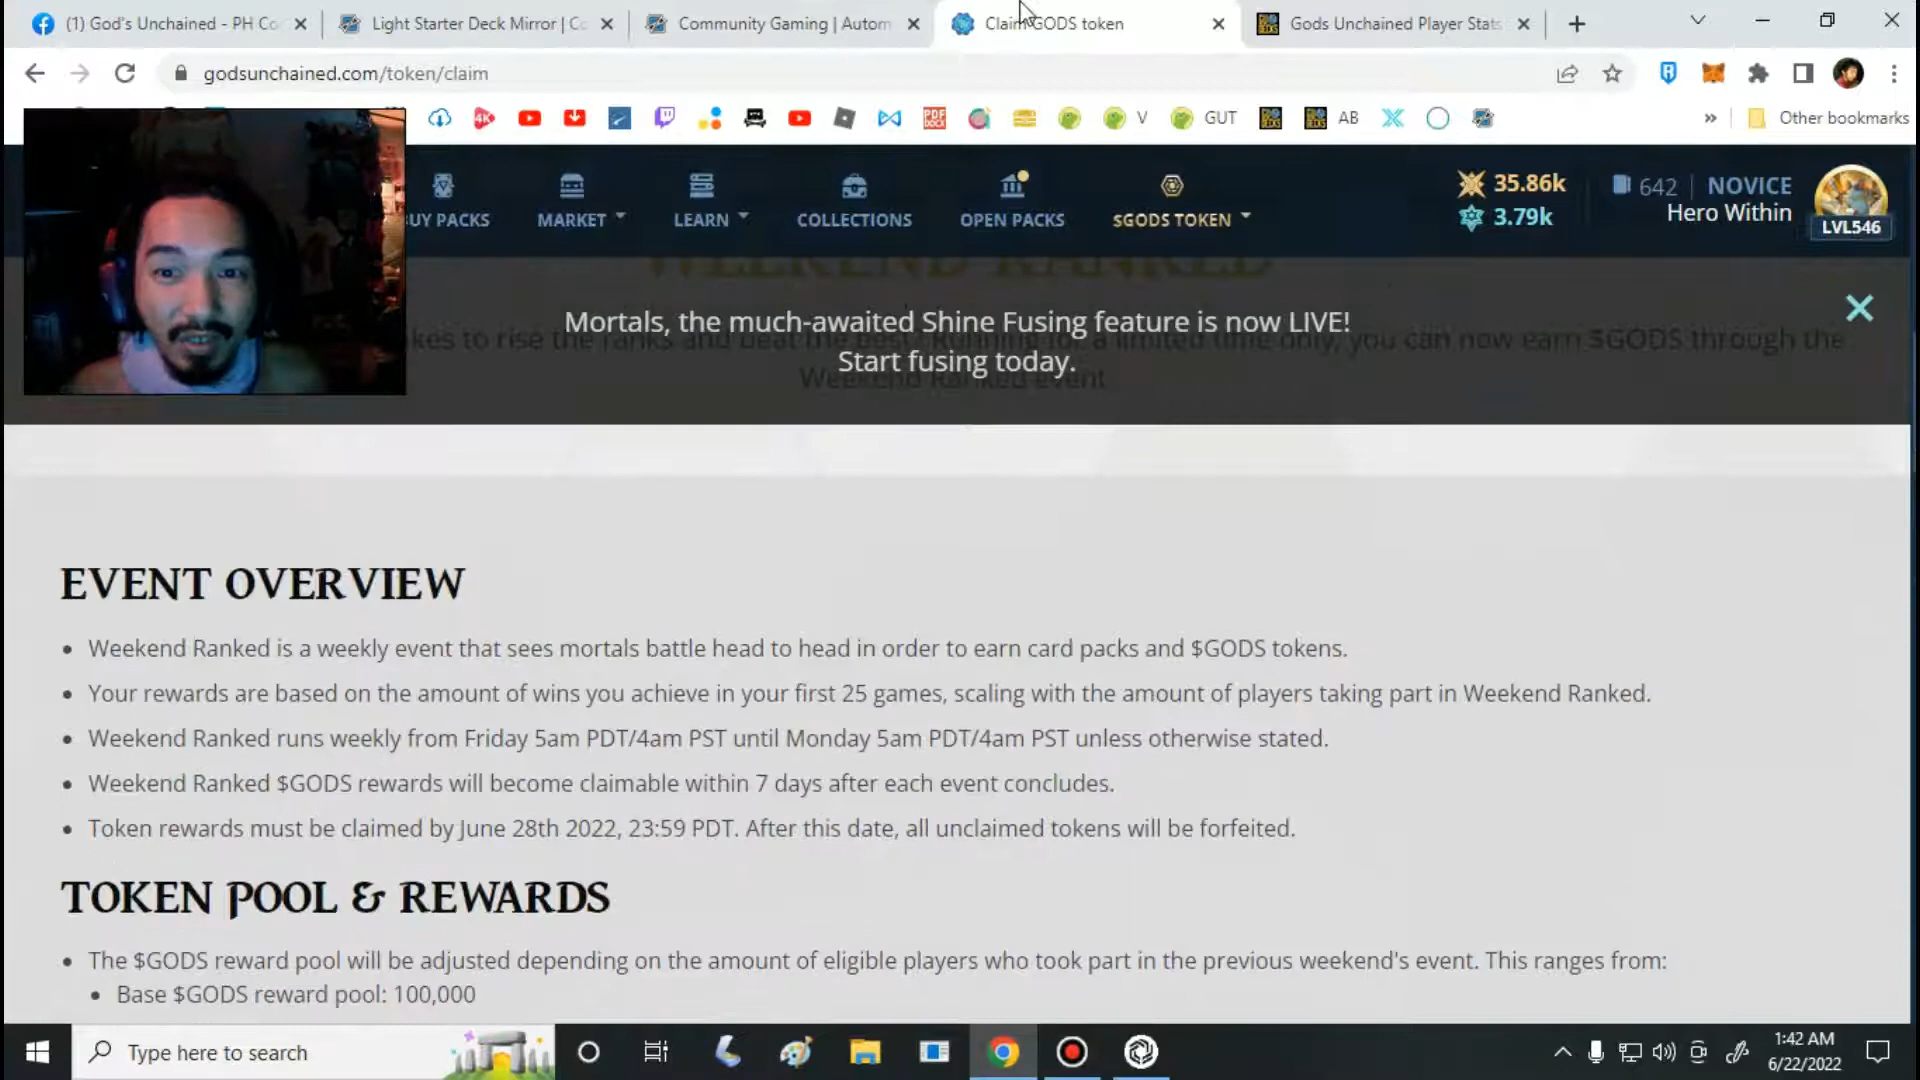 (1) God's Unchained - PH Co
Light Starter Deck Mirror | Co
Community Gaming | Autom
Claim GODS token
Gods Unchained Player Stats
godsunchained.com/token/claim
V
GUT
AB
Other bookmarks
BUY PACKS
MARKET
LEARN
COLLECTIONS
OPEN PACKS
$GODS TOKEN
35.86k
3.79k
642
NOVICE
Hero Within
LVL546
WEEKEND RANKED
Mortals, the much-awaited Shine Fusing feature is now LIVE!
Start fusing today.
kes to rise the ranks and beat the best. Running for a limited time only, you can now earn $GODS through the
Weekend Ranked event
EVENT OVERVIEW
• Weekend Ranked is a weekly event that sees mortals battle head to head in order to earn card packs and $GODS tokens.
• Your rewards are based on the amount of wins you achieve in your first 25 games, scaling with the amount of players taking part in Weekend Ranked.
• Weekend Ranked runs weekly from Friday 5am PDT/4am PST until Monday 5am PDT/4am PST unless otherwise stated.
• Weekend Ranked $GODS rewards will become claimable within 7 days after each event concludes.
• Token rewards must be claimed by June 28th 2022, 23:59 PDT. After this date, all unclaimed tokens will be forfeited.
TOKEN POOL & REWARDS
• The $GODS reward pool will be adjusted depending on the amount of eligible players who took part in the previous weekend's event. This ranges from:
• Base $GODS reward pool: 100,000
Type here to search
1:42 AM
6/22/2022